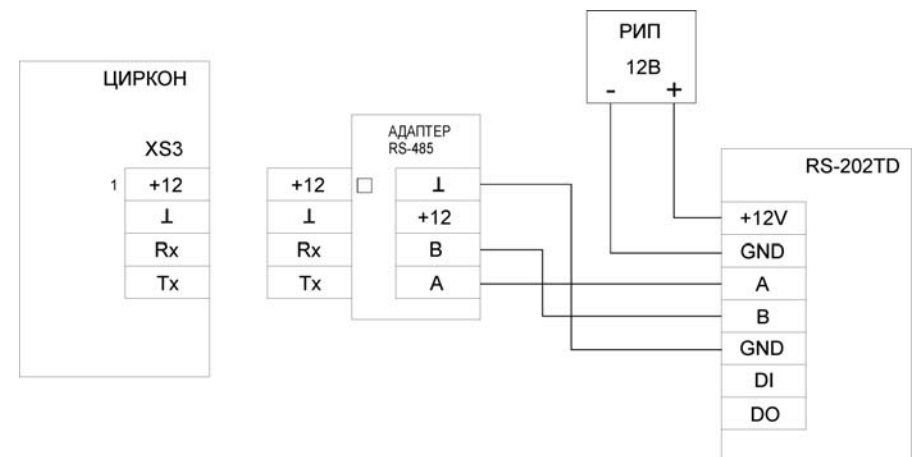 РИП
12В
- +
ЦИРКОН
XS3
1 +12
⊥
Rx
Tx
+12
⊥
Rx
Tx
АДАПТЕР
RS-485
⊥
+12
B
A
RS-202TD
+12V
GND
A
B
GND
DI
DO